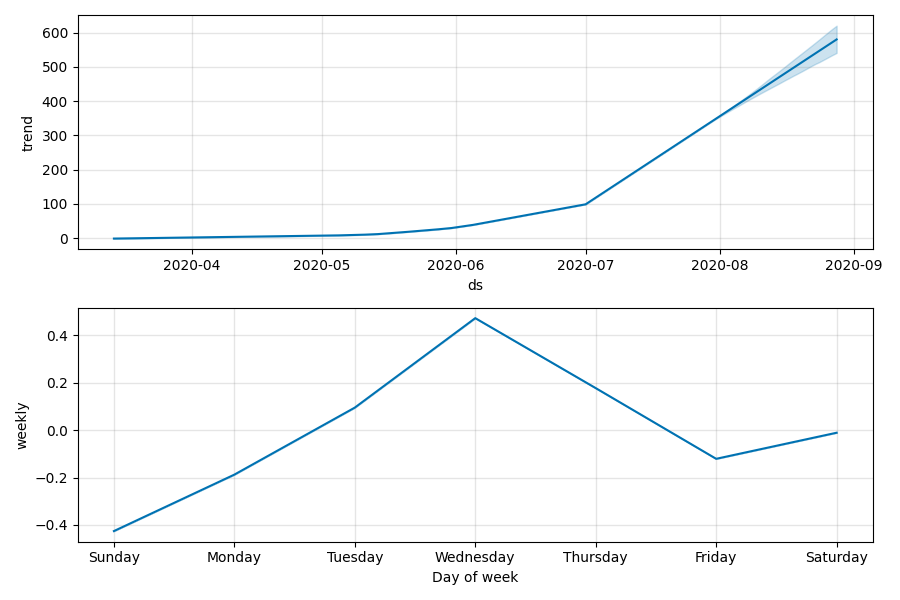 600
500
400
300
200
100
0
trend
2020-04 2020-05 2020-06 2020-07 2020-08 2020-09
ds
0.4
0.2
0.0
−0.2
−0.4
weekly
Sunday Monday Tuesday Wednesday Thursday Friday Saturday
Day of week